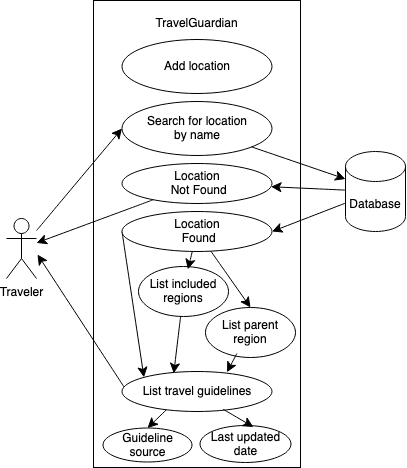 TravelGuardian
Add location
Search for location
by name
Location
Not Found
Database
Location
Found
Traveler
List included
regions
List parent
region
List travel guidelines
Guideline
source
Last updated
date